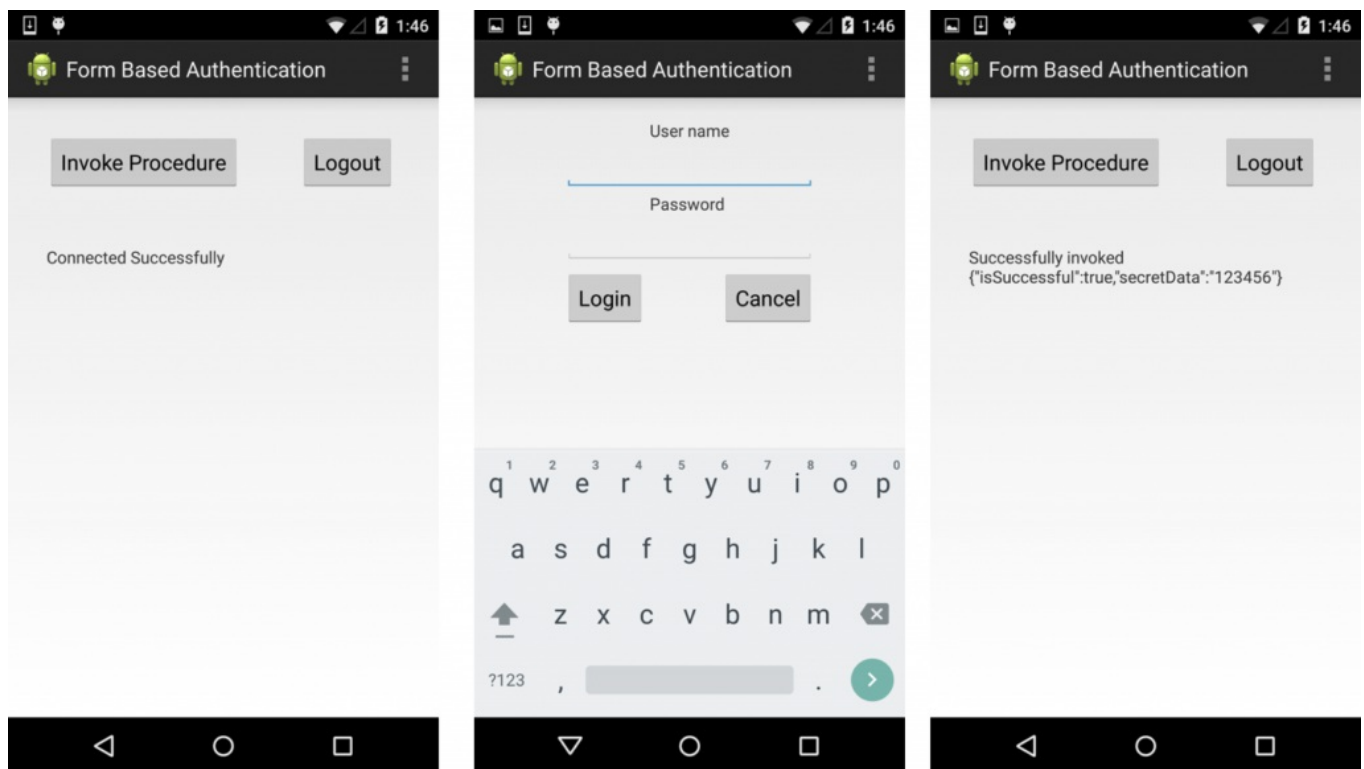 1:46
Form Based Authentication
Invoke Procedure
Logout
Connected Successfully
1:46
Form Based Authentication
User name
Password
Login
Cancel
1 2 3 4 5 6 7 8 9 0
q w e r t y u i o p
a s d f g h j k l
z x c v b n m
?123 , .
1:46
Form Based Authentication
Invoke Procedure
Logout
Successfully invoked
{"isSuccessful":true,"secretData":"123456"}